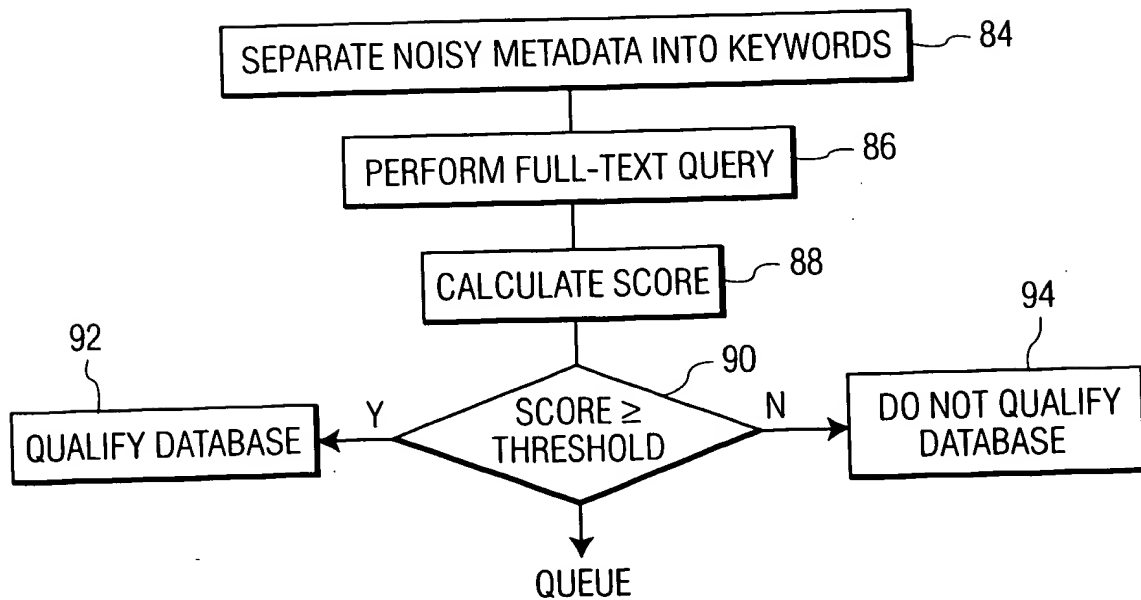 SEPARATE NOISY METADATA INTO KEYWORDS
84
PERFORM FULL-TEXT QUERY
86
CALCULATE SCORE
88
92
90
94
QUALIFY DATABASE
Y
SCORE ≥
THRESHOLD
N
DO NOT QUALIFY
DATABASE
QUEUE